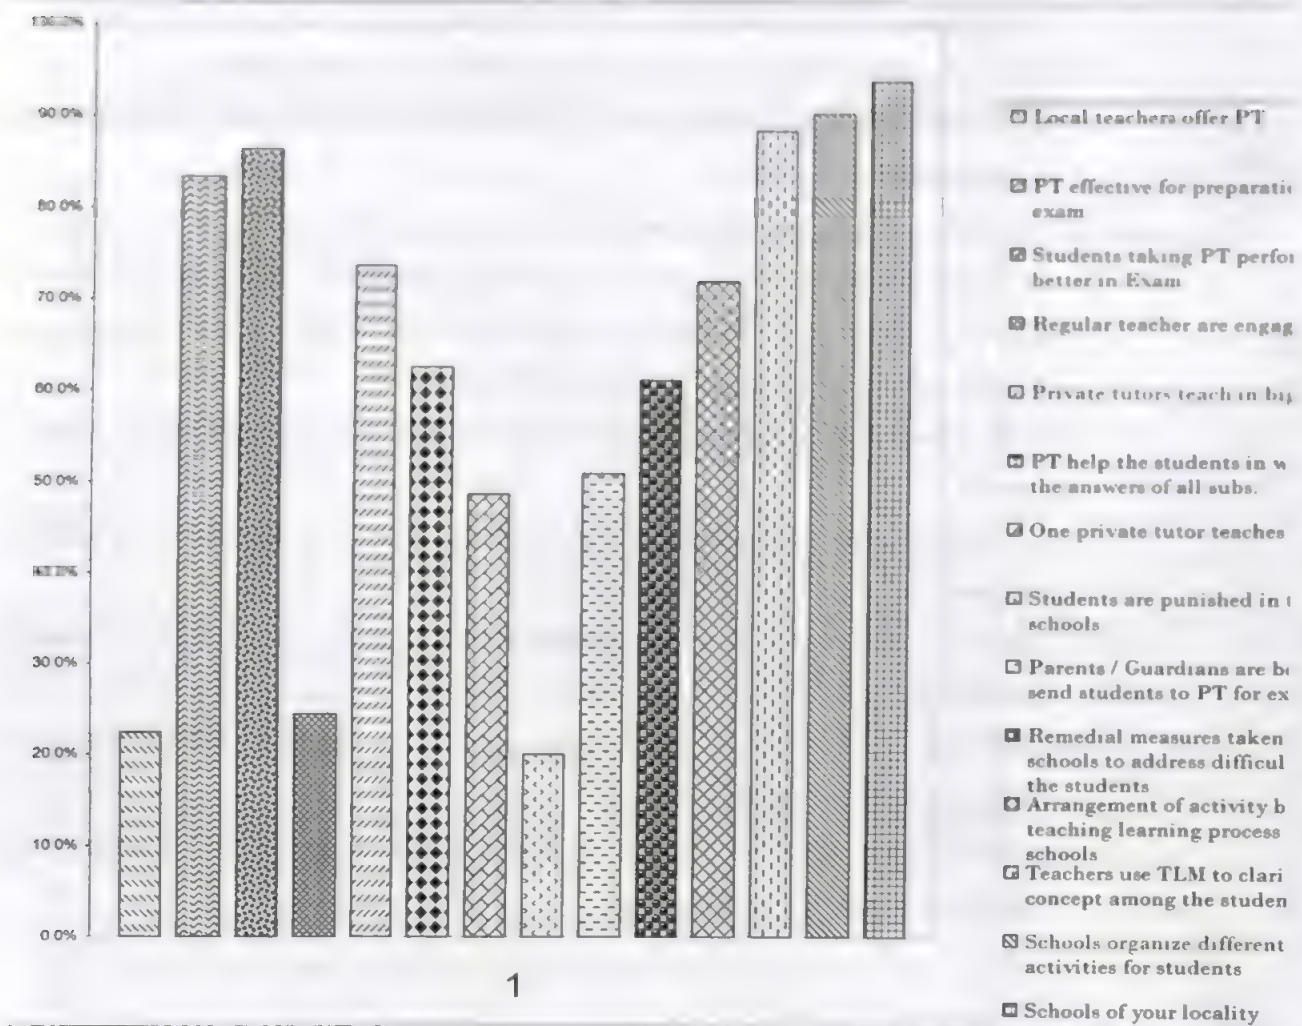 90.0%
80.0%
70.0%
60.0%
50.0%
30.0%
20.0%
10.0%
0.0%
1
Local teachers offer PT
PT effective for preparatic
exam
Students taking PT perfor
better in Exam
Regular teacher are engag
Private tutors teach in big
PT help the students in w
the answers of all subs.
One private tutor teaches
Students are punished in t
schools
Parents / Guardians are be
send students to PT for ex
Remedial measures taken
schools to address difficul
the students
Arrangement of activity b
teaching learning process
schools
Teachers use TLM to clari
concept among the studen
Schools organize different
activities for students
Schools of your locality